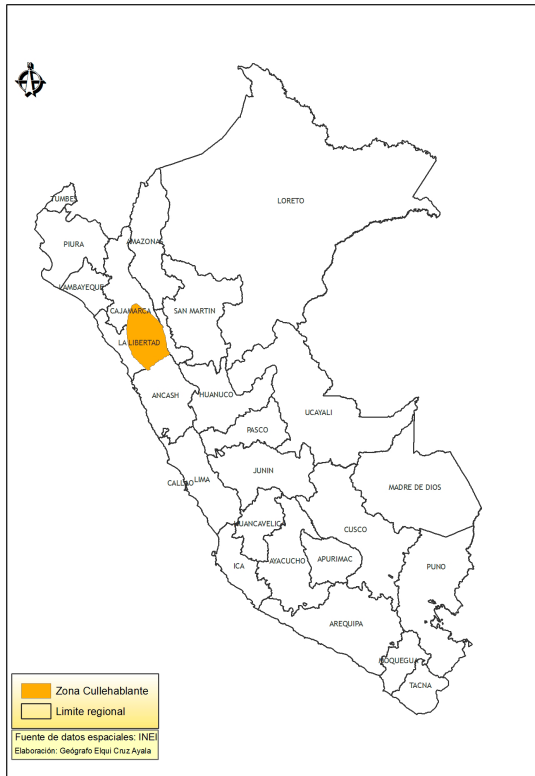 LORETO
TUMBES
PIURA
AMAZONAS
LAMBAYEQUE
CAJAMARCA
SAN MARTIN
LA LIBERTAD
ANCASH
HUANUCO
UCAYALI
PASCO
JUNIN
CALLAO
LIMA
MADRE DE DIOS
HUANCAVELICA
CUSCO
ICA
AYACUCHO
APURIMAC
PUNO
AREQUIPA
MOQUEGUA
TACNA
Zona Cullehablante
Limite regional
Fuente de datos espaciales: INEI
Elaboración: Geógrafo Elqui Cruz Ayala